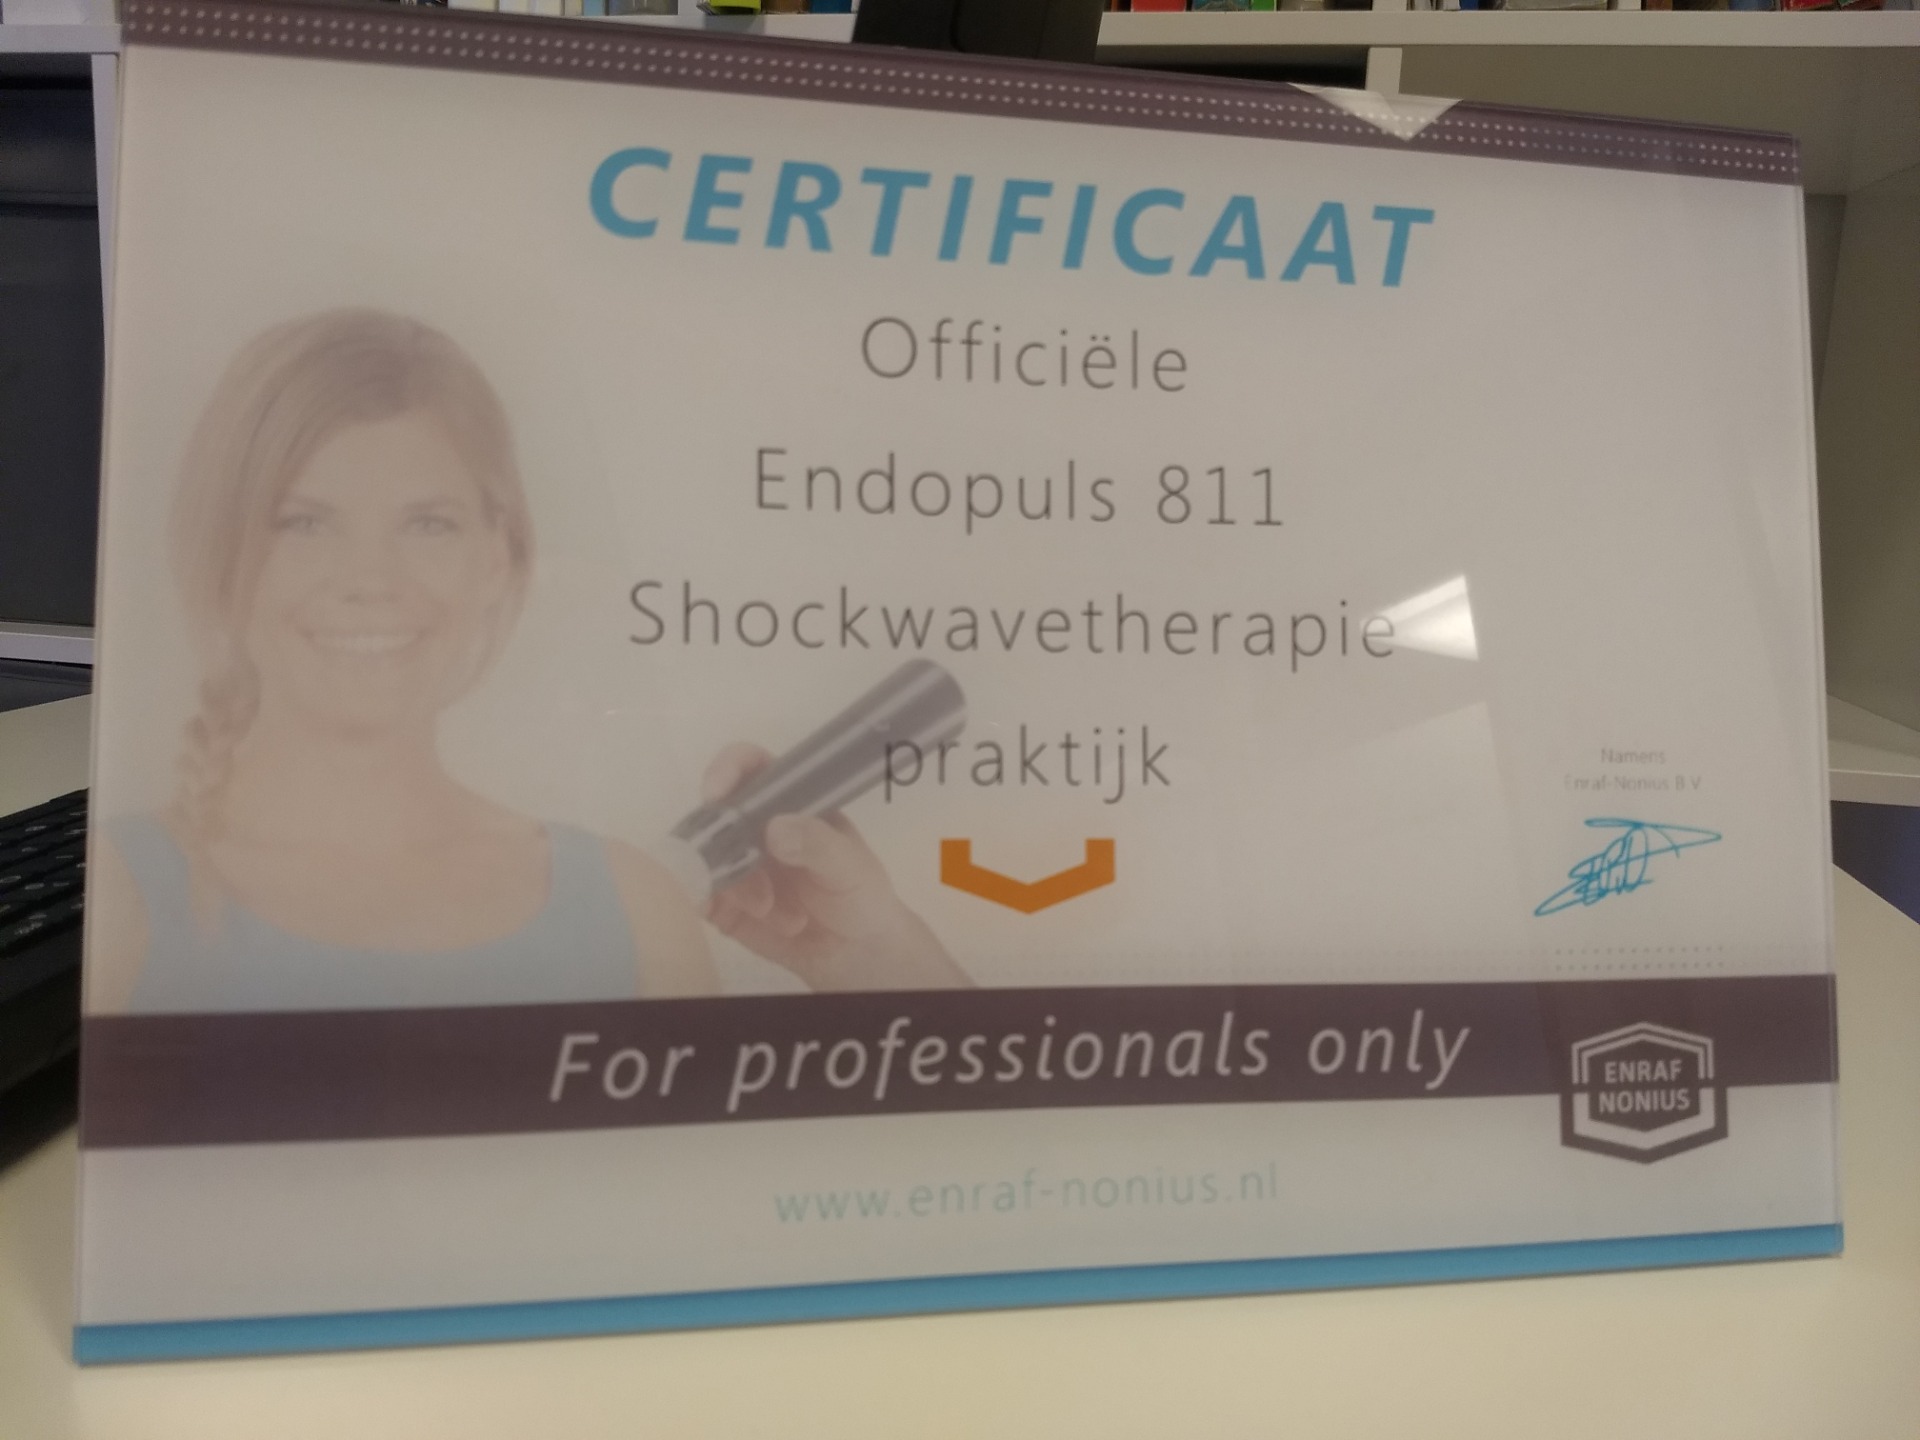 CERTIFICAAT
Officiële
Endopuls 811
Shockwavetherapie
praktijk
Namens
Enraf-Nonius B.V.
For professionals only
ENRAF
NONIUS
www.enraf-nonius.nl